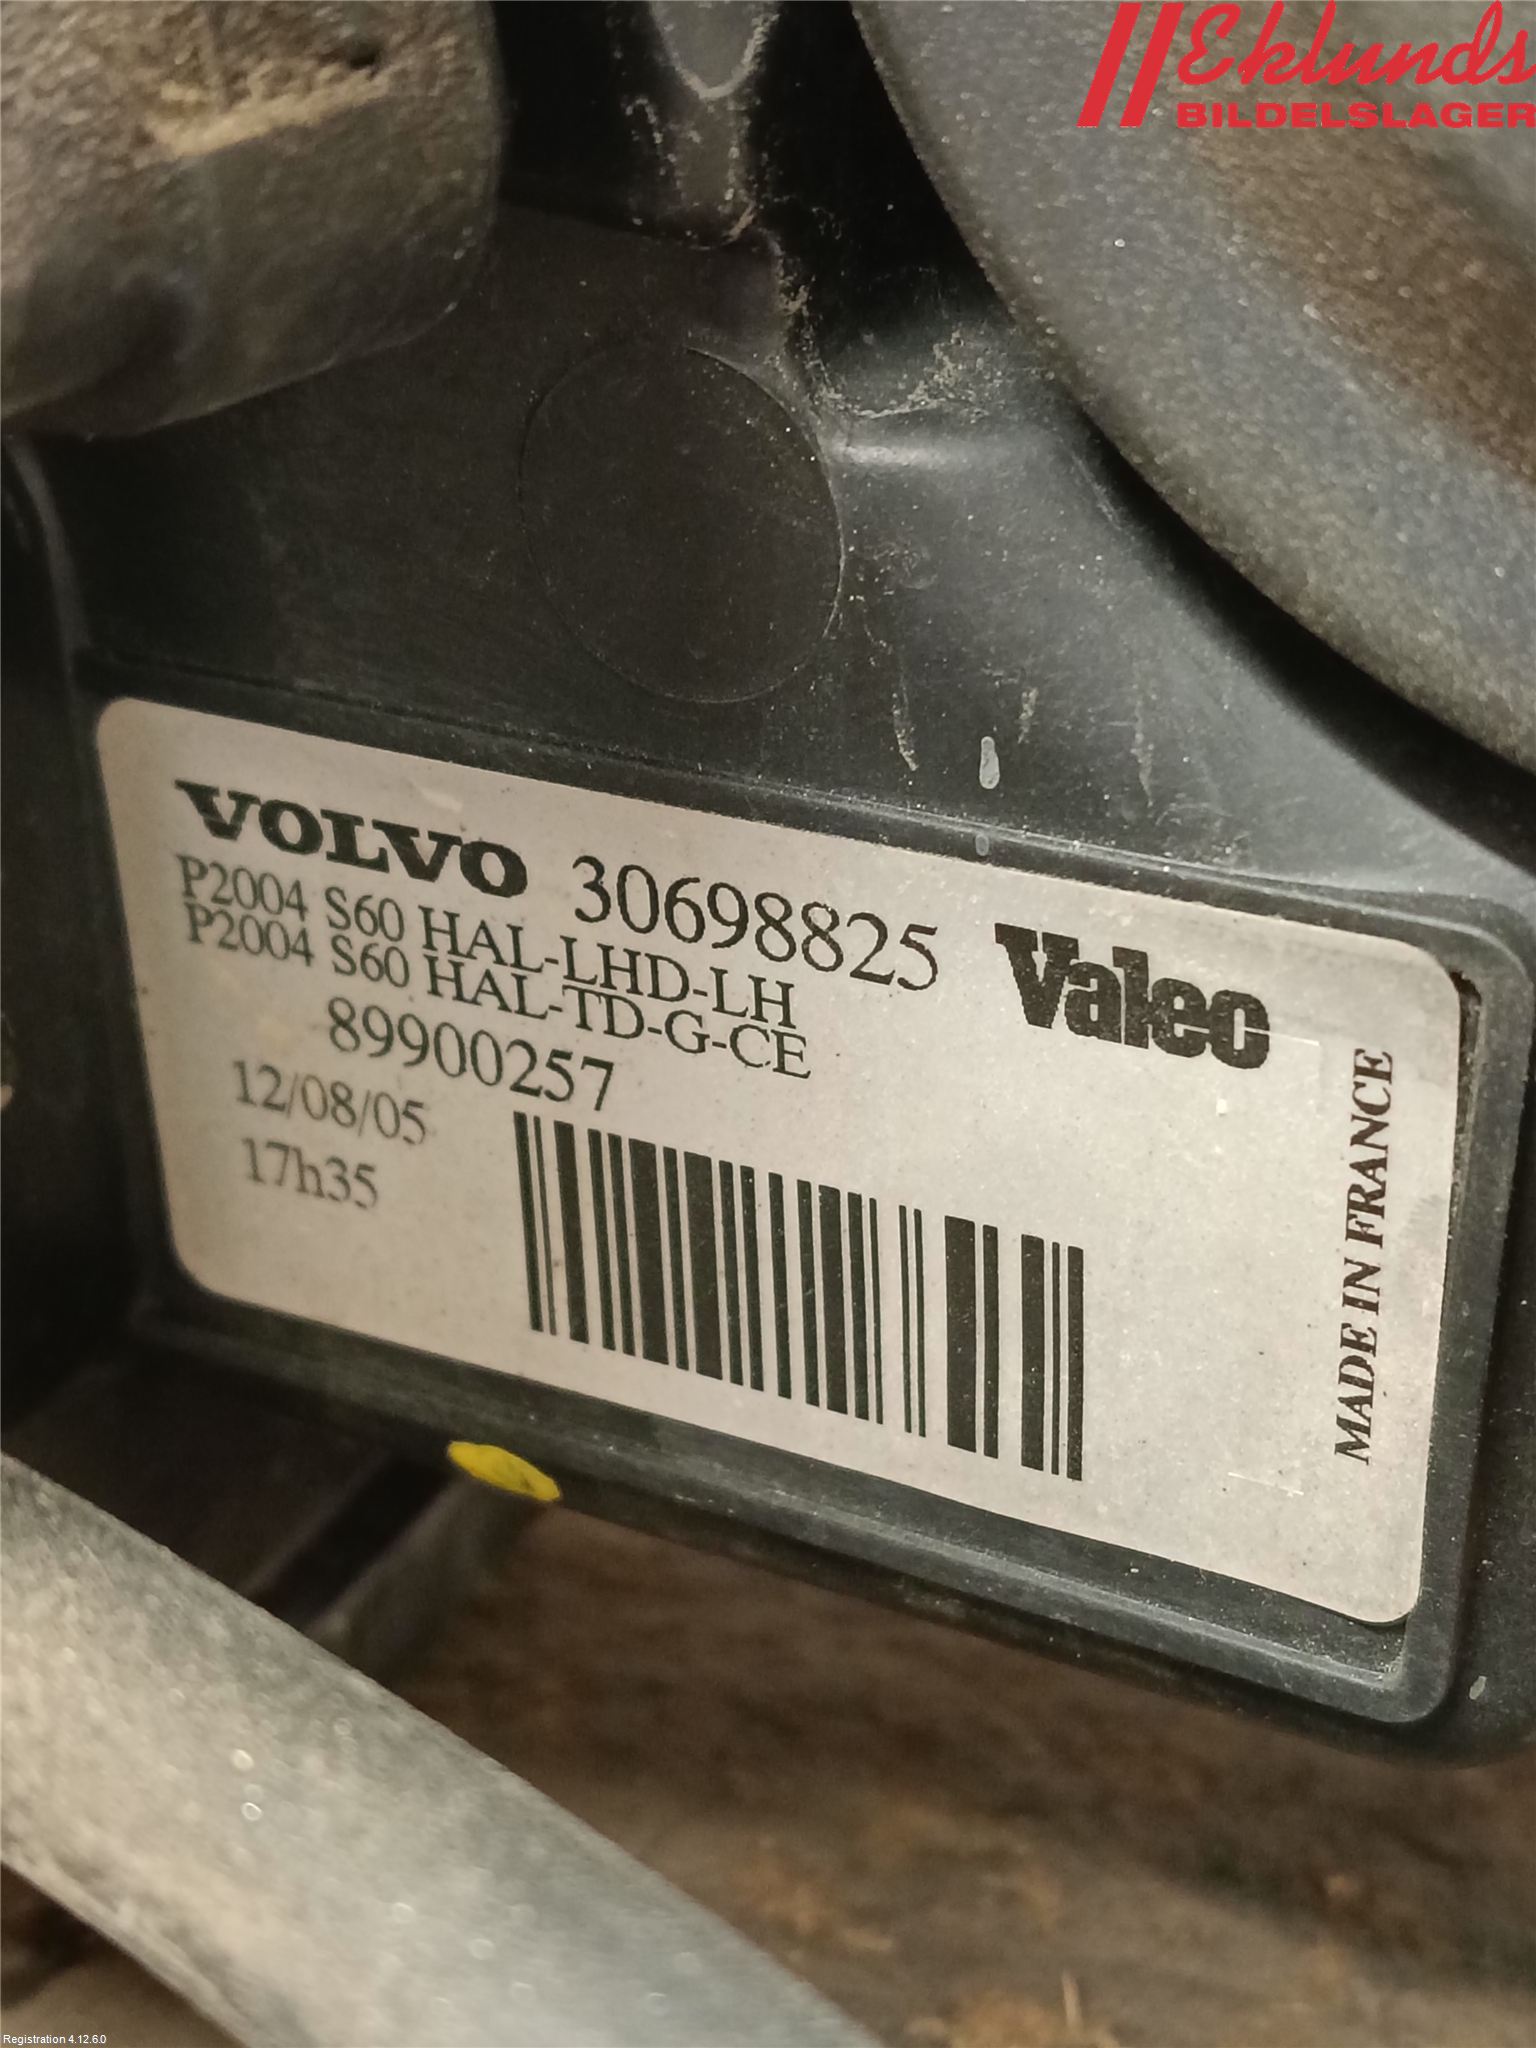 Eklunds
BILDELSLAGER
VOLVO 30698825 Valeo
P2004 S60 HAL-LHD-LH
P2004 S60 HAL-TD-G-CE
89900257
12/08/05
17h35
MADE IN FRANCE
Registration 4.12.6.0